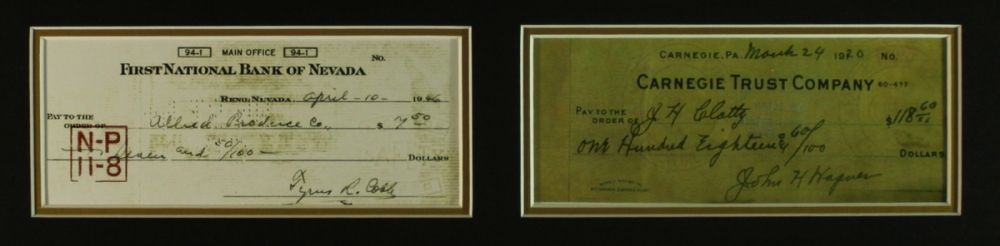 94-1 MAIN OFFICE 94-1
No.
FIRST NATIONAL BANK OF NEVADA
RENO, NEVADA, April - 10 - 1946
PAY TO THE
ORDER OF Allied Produce Co., $ 7 50
N-P
11-8
Seven and 50/100 DOLLARS
Tyrus R. Cobb
CARNEGIE, PA. March 24 1920 No.
CARNEGIE TRUST COMPANY 60-477
PAY TO THE
ORDER OF J H Clatty $118 60
One Hundred Eighteen & 60/100 DOLLARS
John H Wagner